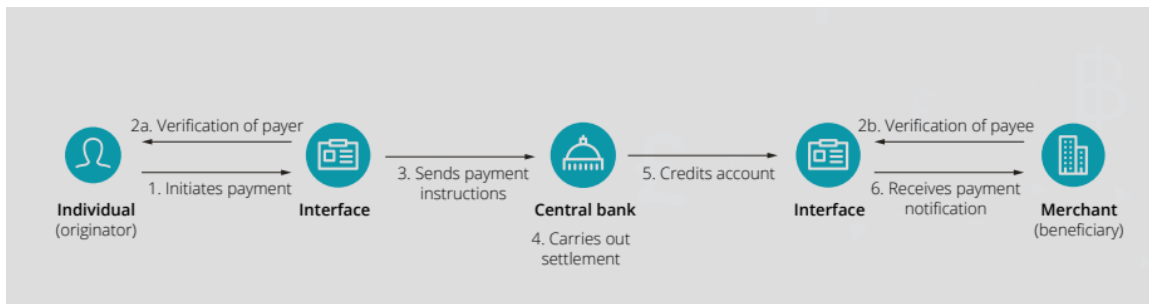 2a. Verification of payer
1. Initiates payment
Individual
(originator)
Interface
3. Sends payment
instructions
Central bank
4. Carries out
settlement
5. Credits account
Interface
2b. Verification of payee
6. Receives payment
notification
Merchant
(beneficiary)